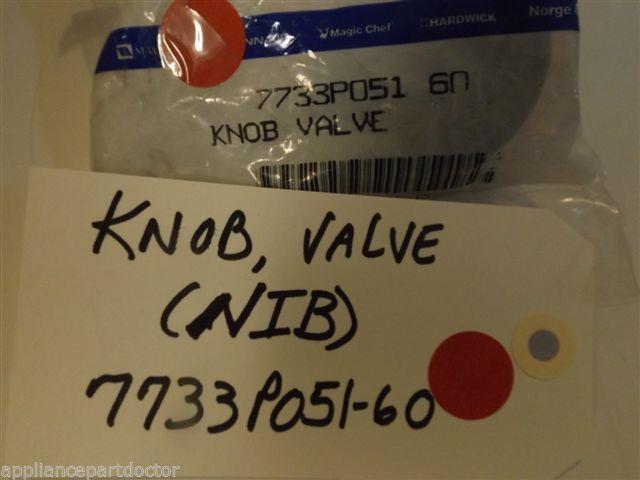 Magic Chef HARDWICK Norge
7733P051 60
KNOB VALVE
KNOB, VALVE
(NIB)
7733P051-60
appliancepartdoctor